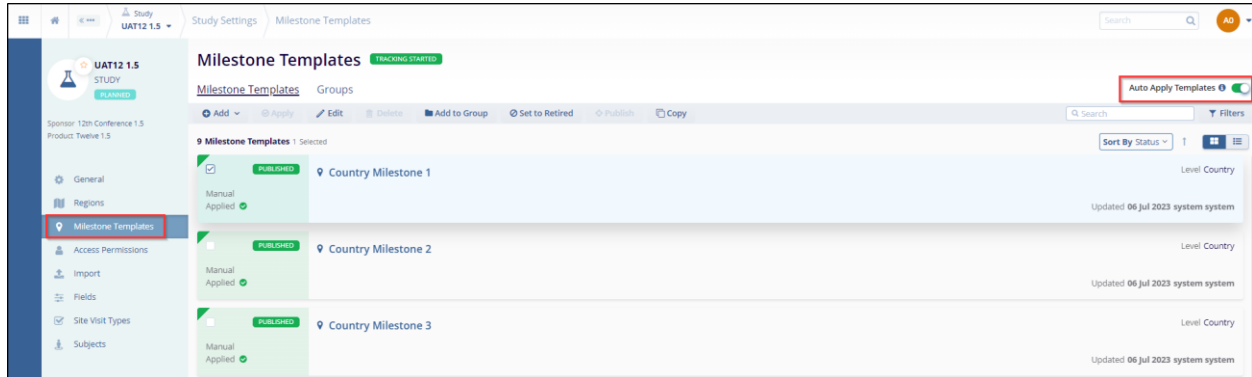 Study
UAT12 1.5
Study Settings
Milestone Templates
Search
AO
UAT12 1.5
STUDY
PLANNED
Sponsor 12th Conference 1.5
Product Twelve 1.5
General
Regions
Milestone Templates
Access Permissions
Import
Fields
Site Visit Types
Subjects
Milestone Templates TRACKING STARTED
Milestone Templates Groups
Auto Apply Templates
Add Apply Edit Delete Add to Group Set to Retired Publish Copy
Search Filters
9 Milestone Templates 1 Selected
Sort By Status
PUBLISHED Country Milestone 1 Level Country
Manual
Applied
Updated 06 Jul 2023 system system
PUBLISHED Country Milestone 2 Level Country
Manual
Applied
Updated 06 Jul 2023 system system
PUBLISHED Country Milestone 3 Level Country
Manual
Applied
Updated 06 Jul 2023 system system